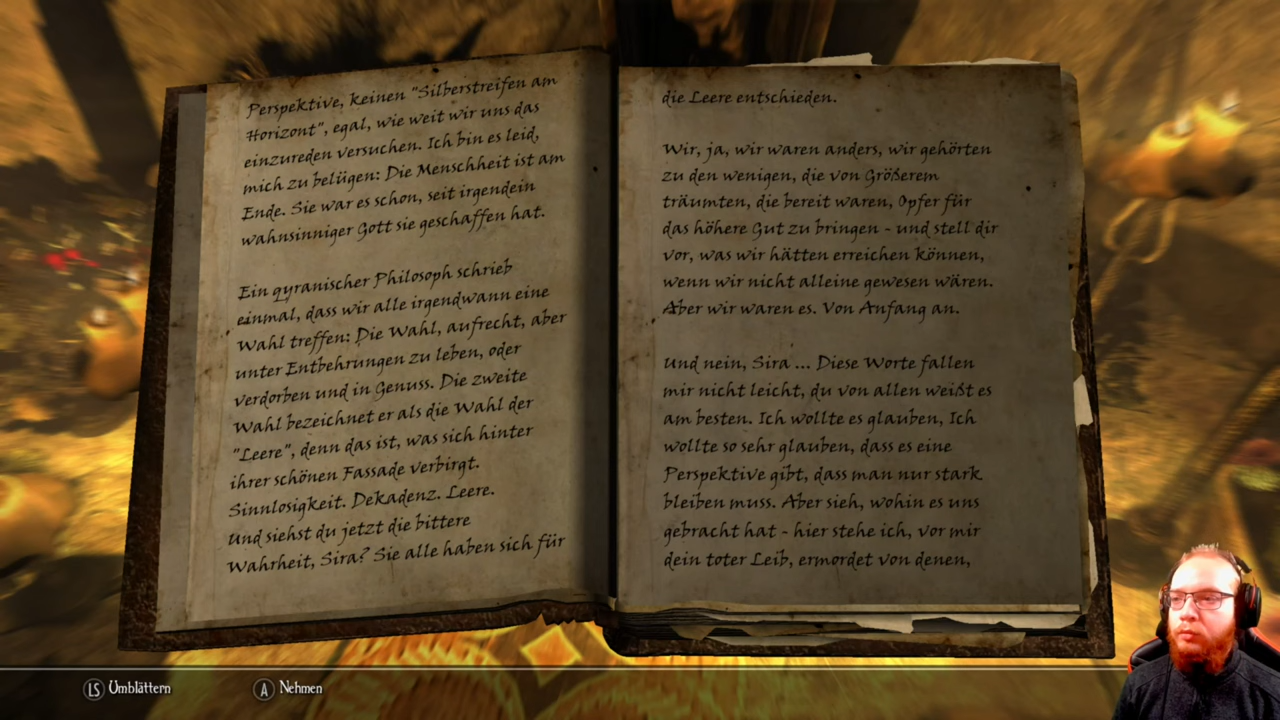 Perspektive, keinen "Silberstreifen am
Horizont", egal, wie weit wir uns das
einzureden versuchen. Ich bin es leid,
mich zu belügen: Die Menschheit ist am
Ende. Sie war es schon, seit irgendein
wahnsinniger Gott sie geschaffen hat.
Ein qyranischer Philosoph schrieb
einmal, dass wir alle irgendwann eine
Wahl treffen: Die Wahl, aufrecht, aber
unter Entbehrungen zu leben, oder
verdorben und in Genuss. Die zweite
Wahl bezeichnet er als die Wahl der
"Leere", denn das ist, was sich hinter
ihrer schönen Fassade verbirgt.
Sinnlosigkeit. Dekadenz. Leere.
Und siehst du jetzt die bittere
Wahrheit, Sira? Sie alle haben sich für
die Leere entschieden.
Wir, ja, wir waren anders, wir gehörten
zu den wenigen, die von Größerem
träumten, die bereit waren, Opfer für
das höhere Gut zu bringen - und stell dir
vor, was wir hätten erreichen können,
wenn wir nicht alleine gewesen wären.
Aber wir waren es. Von Anfang an.
Und nein, Sira ... Diese Worte fallen
mir nicht leicht, du von allen weißt es
am besten. Ich wollte es glauben, Ich
wollte so sehr glauben, dass es eine
Perspektive gibt, dass man nur stark
bleiben muss. Aber sieh, wohin es uns
gebracht hat - hier stehe ich, vor mir
dein toter Leib, ermordet von denen,
LS Umblättern
A Nehmen